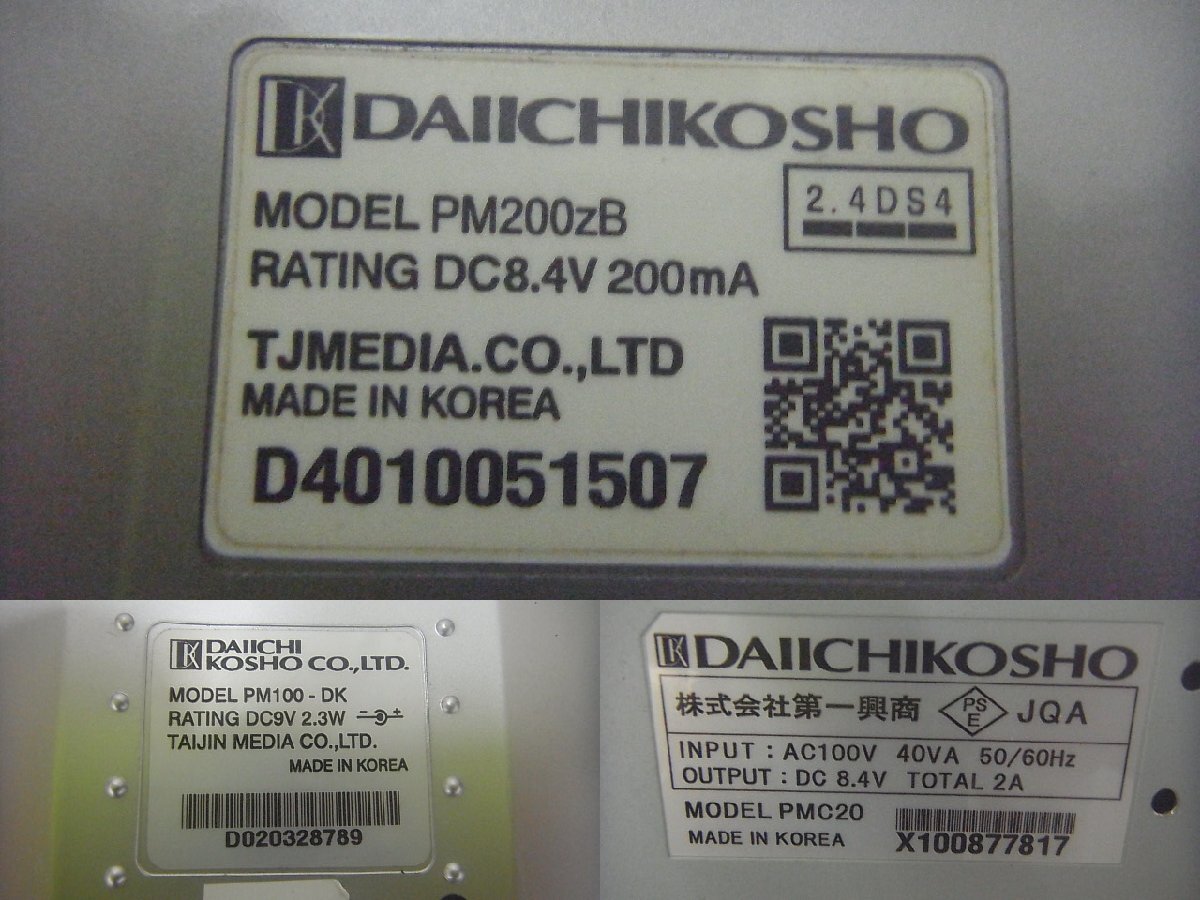 DAIICHIKOSHO
MODEL PM200zB
2.4DS4
RATING DC8.4V 200mA
TJMEDIA.CO.,LTD
MADE IN KOREA
D4010051507
DAIICHI
KOSHO CO.,LTD.
MODEL PM100 - DK
RATING DC9V 2.3W
TAIJIN MEDIA CO.,LTD.
MADE IN KOREA
D020328789
DAIICHIKOSHO
株式会社第一興商 PSE JQA
INPUT : AC100V 40VA 50/60Hz
OUTPUT : DC 8.4V TOTAL 2A
MODEL PMC20
MADE IN KOREA
X100877817